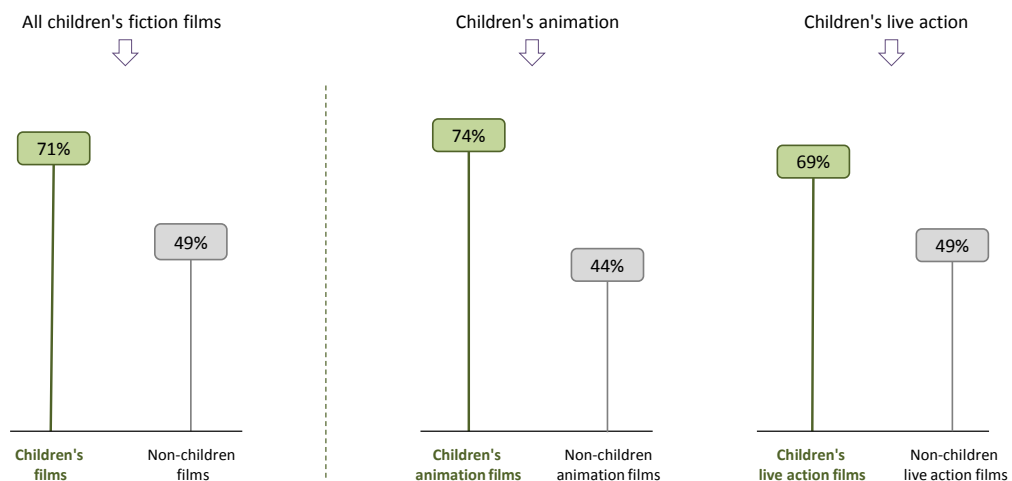 All children's fiction films
Children's animation
Children's live action
71%
49%
74%
44%
69%
49%
Children's
films
Non-children
films
Children's
animation films
Non-children
animation films
Children's
live action films
Non-children
live action films